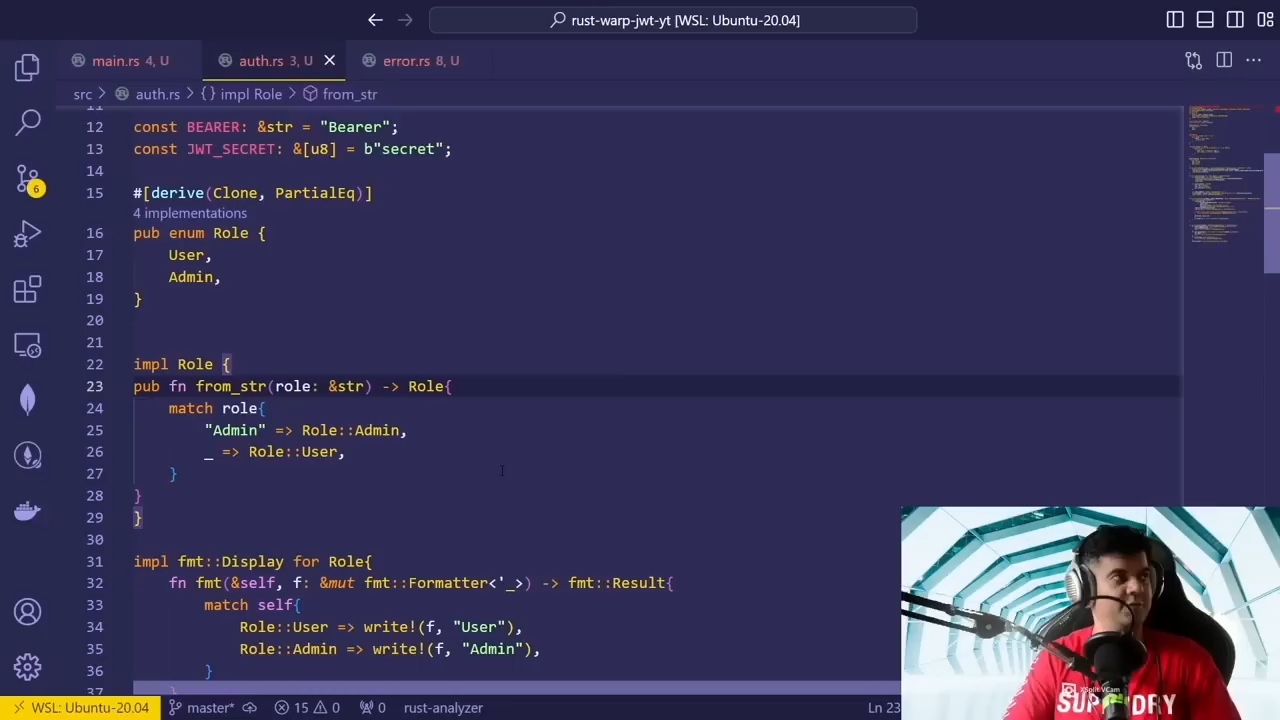 rust-warp-jwt-yt [WSL: Ubuntu-20.04]
main.rs 4, U
auth.rs 3, U
error.rs 8, U
src > auth.rs > {} impl Role > from_str
11
12 const BEARER: &str = "Bearer";
13 const JWT_SECRET: &[u8] = b"secret";
14
15 #[derive(Clone, PartialEq)]
4 implementations
16 pub enum Role {
17 User,
18 Admin,
19 }
20
21
22 impl Role {
23 pub fn from_str(role: &str) -> Role{
24 match role{
25 "Admin" => Role::Admin,
26 _ => Role::User,
27 }
28 }
29 }
30
31 impl fmt::Display for Role{
32 fn fmt(&self, f: &mut fmt::Formatter<'_>) -> fmt::Result{
33 match self{
34 Role::User => write!(f, "User"),
35 Role::Admin => write!(f, "Admin"),
36 }
37 }
6
XSplit VCam
SUPERDRY
WSL: Ubuntu-20.04 master* 15 0 0 rust-analyzer Ln 23